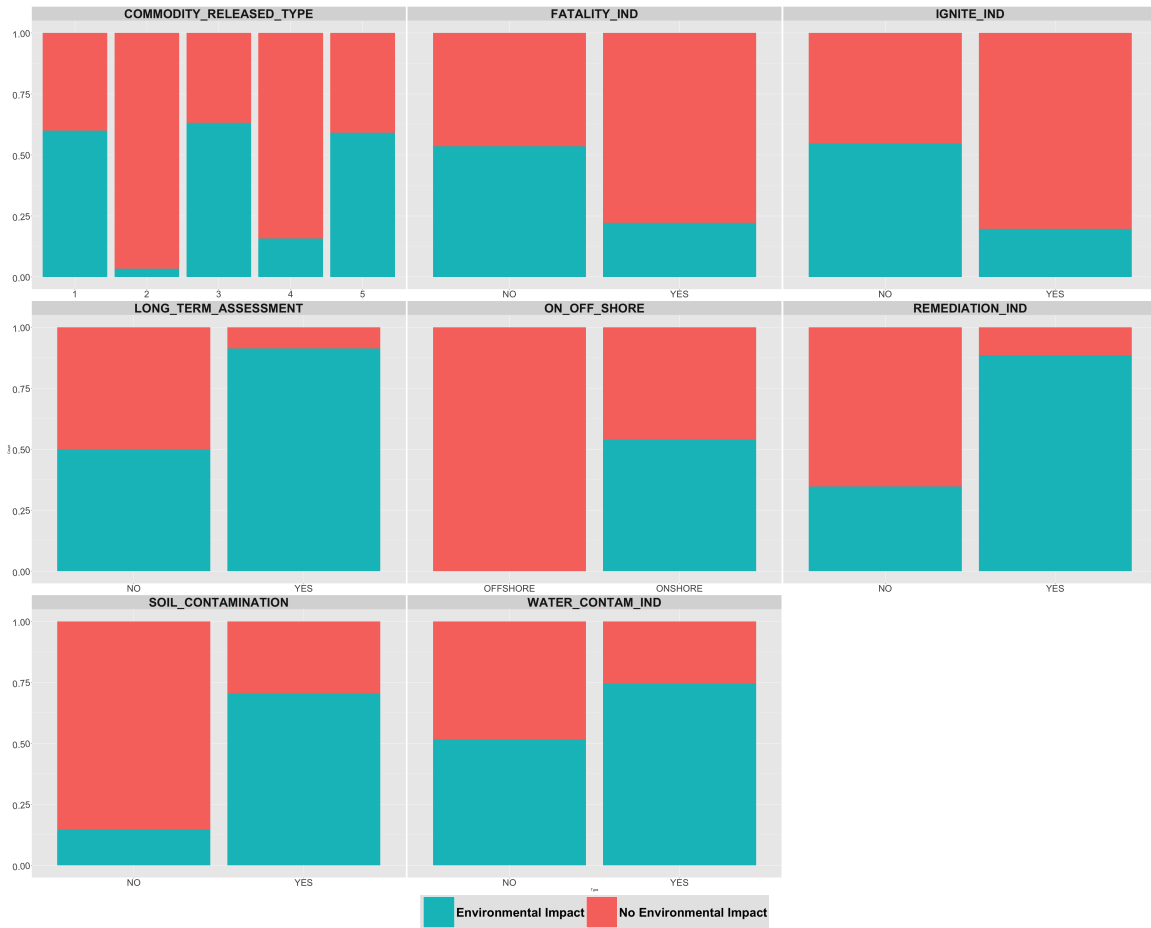 COMMODITY_RELEASED_TYPE FATALITY_IND IGNITE_IND
1.00
0.75
0.50
0.25
0.00
1 2 3 4 5 NO YES NO YES
LONG_TERM_ASSESSMENT ON_OFF_SHORE REMEDIATION_IND
1.00
0.75
0.50
0.25
0.00
NO YES OFFSHORE ONSHORE NO YES
SOIL_CONTAMINATION WATER_CONTAM_IND
1.00
0.75
0.50
0.25
0.00
NO YES NO YES
Environmental Impact No Environmental Impact